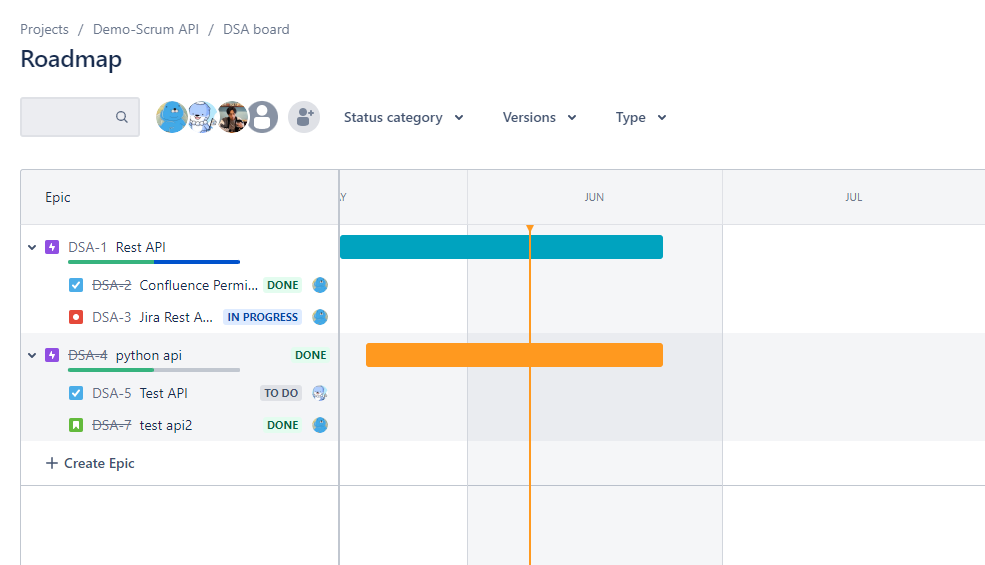 Projects / Demo-Scrum API / DSA board
Roadmap
Status category Versions Type
Epic Y JUN JUL
DSA-1 Rest API
DSA-2 Confluence Permi... DONE
DSA-3 Jira Rest A... IN PROGRESS
DSA-4 python api DONE
DSA-5 Test API TO DO
DSA-7 test api2 DONE
+ Create Epic